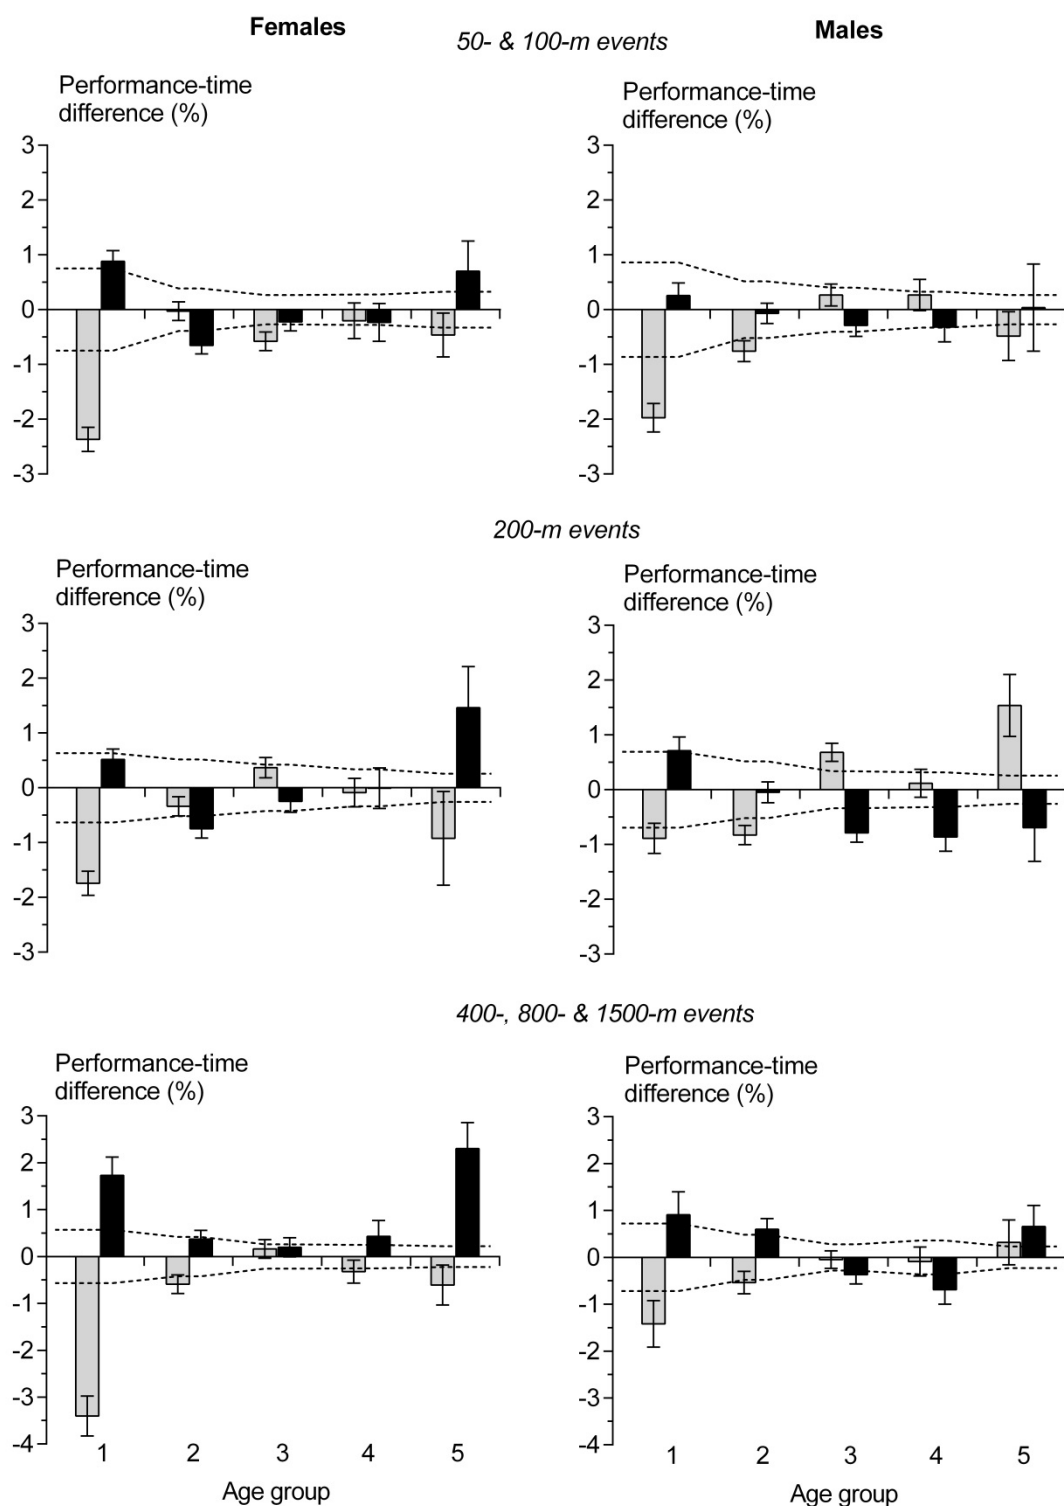 Females
Males
50- & 100-m events
Performance-time
difference (%)
3
2
1
0
-1
-2
-3
Performance-time
difference (%)
3
2
1
0
-1
-2
-3
200-m events
Performance-time
difference (%)
3
2
1
0
-1
-2
-3
Performance-time
difference (%)
3
2
1
0
-1
-2
-3
400-, 800- & 1500-m events
Performance-time
difference (%)
3
2
1
0
-1
-2
-3
-4
1 2 3 4 5
Age group
Performance-time
difference (%)
3
2
1
0
-1
-2
-3
-4
1 2 3 4 5
Age group